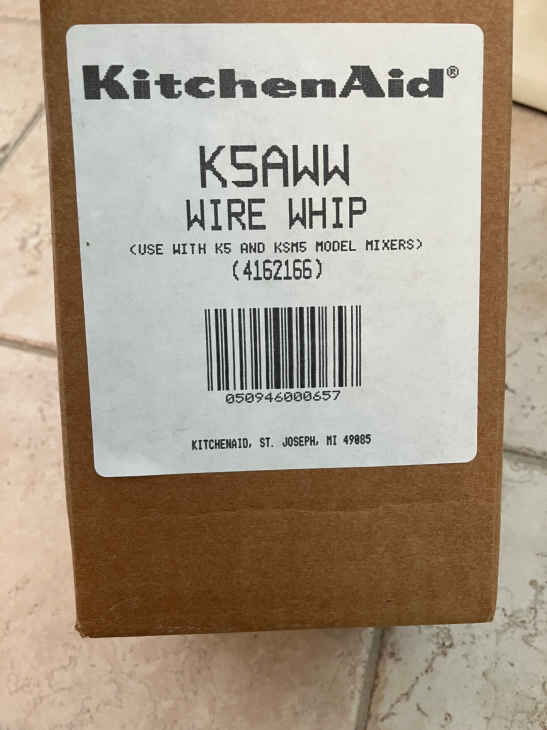 KitchenAid®
K5AWW
WIRE WHIP
(USE WITH K5 AND KSM5 MODEL MIXERS)
(4162166)
050946000657
KITCHENAID, ST. JOSEPH, MI 49085